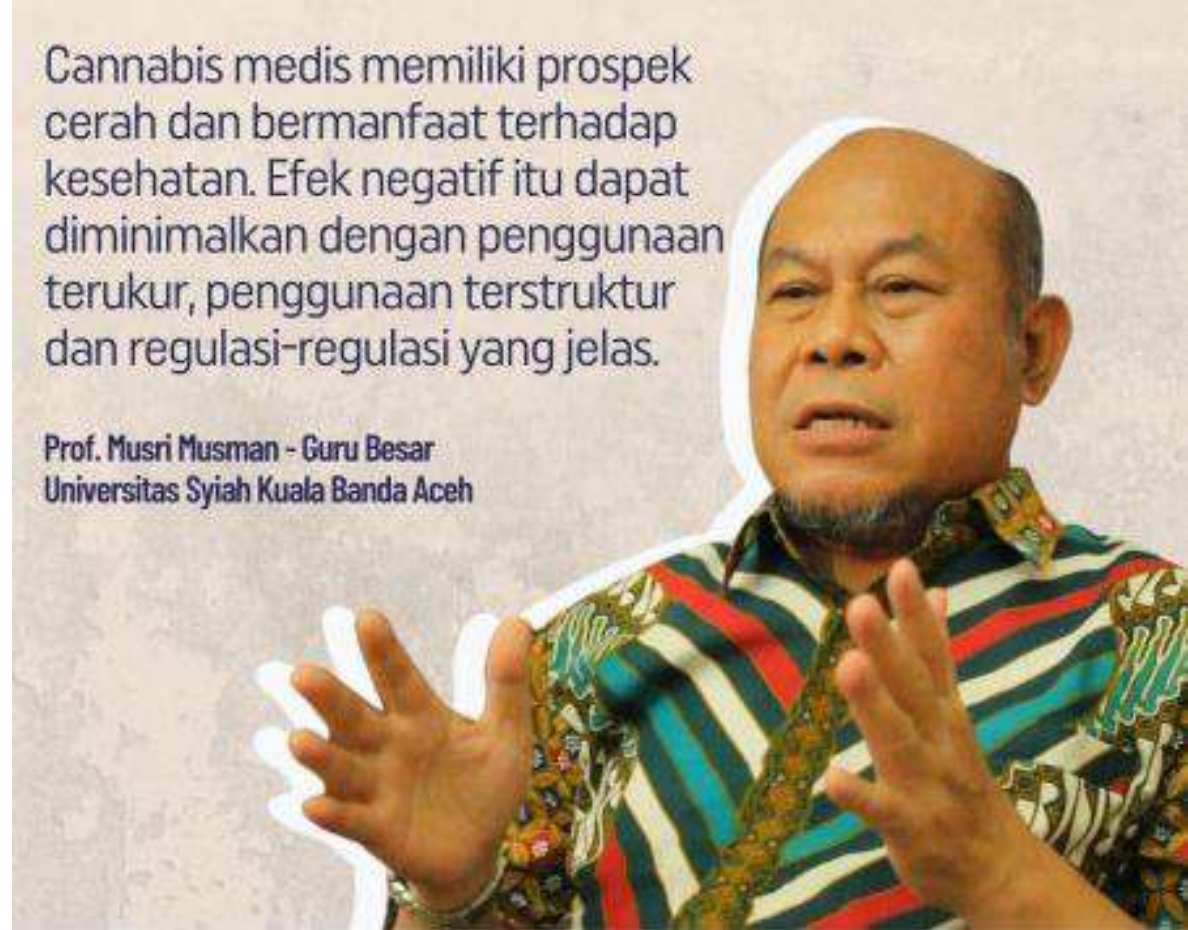 Cannabis medis memiliki prospek
cerah dan bermanfaat terhadap
kesehatan. Efek negatif itu dapat
diminimalkan dengan penggunaan
terukur, penggunaan terstruktur
dan regulasi-regulasi yang jelas.
Prof. Musri Musman - Guru Besar
Universitas Syiah Kuala Banda Aceh